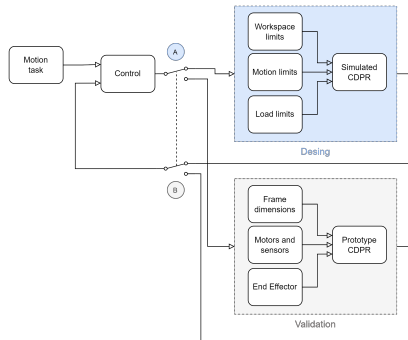 Motion
task
Control
A
Workspace
limits
Motion limits
Load limits
Simulated
CDPR
Desing
B
Frame
dimensions
Motors and
sensors
End Effector
Prototype
CDPR
Validation